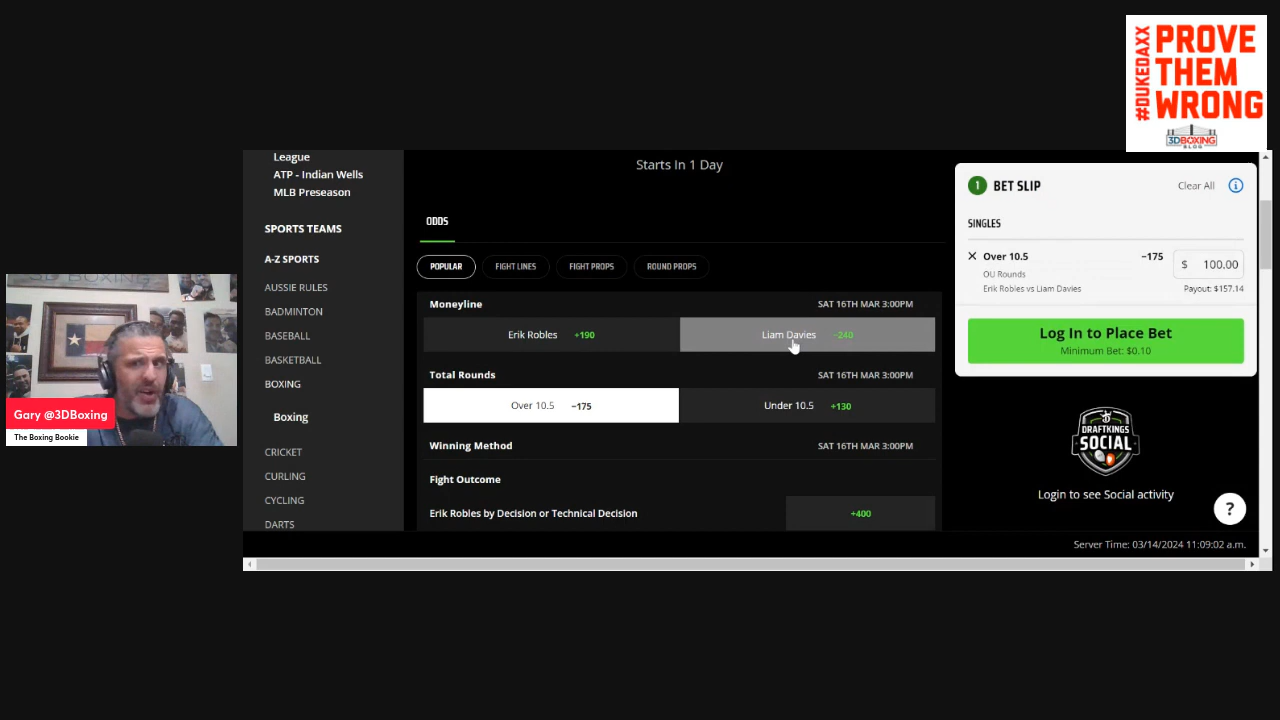 #DUKEDAXX
PROVE
THEM
WRONG
3DBOXING
BLOG
League
ATP - Indian Wells
MLB Preseason
SPORTS TEAMS
A-Z SPORTS
AUSSIE RULES
BADMINTON
BASEBALL
BASKETBALL
BOXING
Boxing
CRICKET
CURLING
CYCLING
DARTS
Starts In 1 Day
ODDS
POPULAR FIGHT LINES FIGHT PROPS ROUND PROPS
Moneyline SAT 16TH MAR 3:00PM
Erik Robles +190 Liam Davies -240
Total Rounds SAT 16TH MAR 3:00PM
Over 10.5 −175 Under 10.5 +130
Winning Method SAT 16TH MAR 3:00PM
Fight Outcome
Erik Robles by Decision or Technical Decision +400
1 BET SLIP Clear All
SINGLES
Over 10.5 −175 $ 100.00
OU Rounds
Erik Robles vs Liam Davies Payout: $157.14
Log In to Place Bet
Minimum Bet: $0.10
DRAFTKINGS
SOCIAL
Login to see Social activity
?
Server Time: 03/14/2024 11:09:02 a.m.
3D BOXING
Gary @3DBoxing
The Boxing Bookie